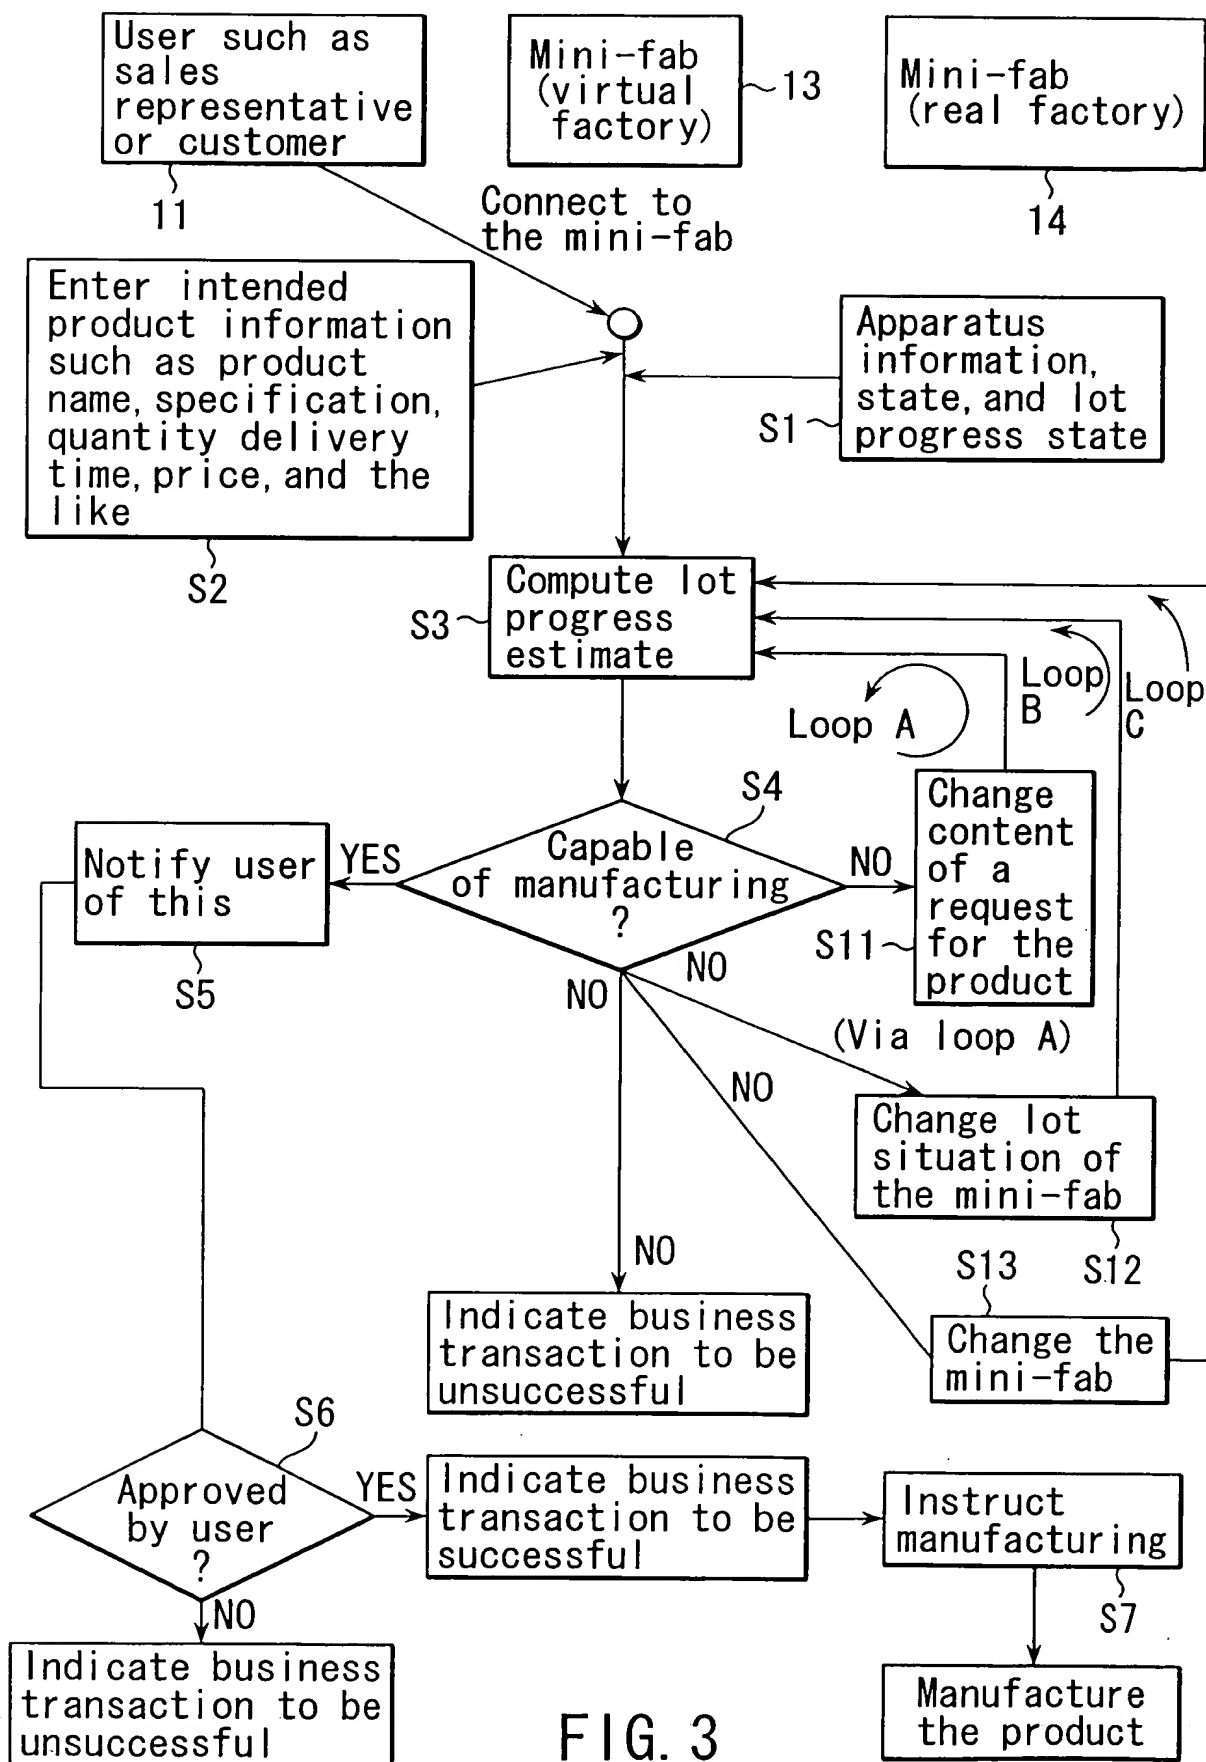 User such as
sales
representative
or customer
11
Mini-fab
(virtual
factory)
13
Mini-fab
(real factory)
14
Connect to
the mini-fab
Enter intended
product information
such as product
name, specification,
quantity delivery
time, price, and the
like
S2
Apparatus
information,
state, and lot
progress state
S1
Compute lot
progress
estimate
S3
Loop A
Loop
B
Loop
C
S4
Capable
of manufacturing
?
YES
Notify user
of this
S5
NO
Change
content
of a
request
for the
product
S11
NO
NO
(Via loop A)
NO
Change lot
situation of
the mini-fab
S12
NO
S13
Change the
mini-fab
Indicate business
transaction to be
unsuccessful
S6
Approved
by user
?
YES
Indicate business
transaction to be
successful
Instruct
manufacturing
S7
NO
Indicate business
transaction to be
unsuccessful
Manufacture
the product
FIG. 3